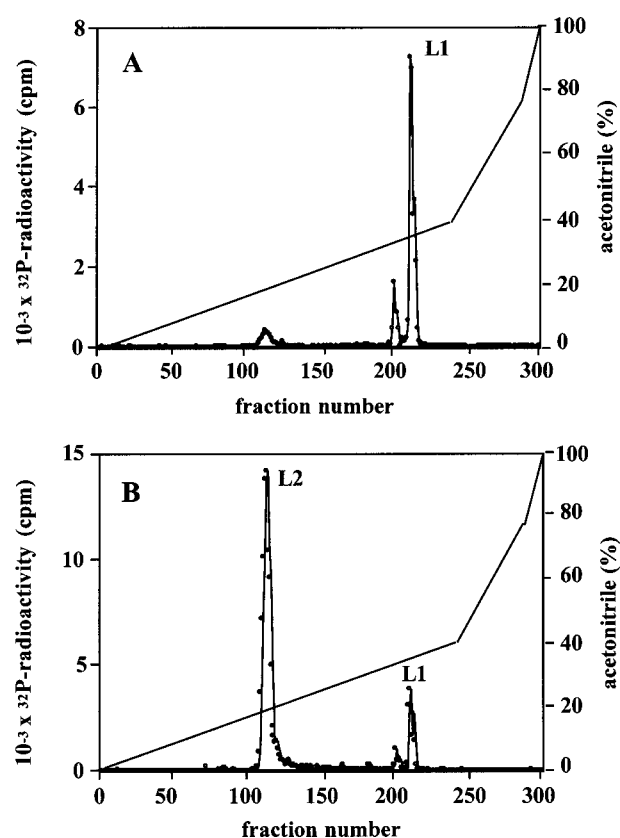 A
L1
8
6
4
2
0
10-3 x 32P-radioactivity (cpm)
100
80
60
40
20
0
acetonitrile (%)
0 50 100 150 200 250 300
fraction number
B
L2
L1
15
10
5
0
10-3 x 32P-radioactivity (cpm)
100
80
60
40
20
0
acetonitrile (%)
0 50 100 150 200 250 300
fraction number